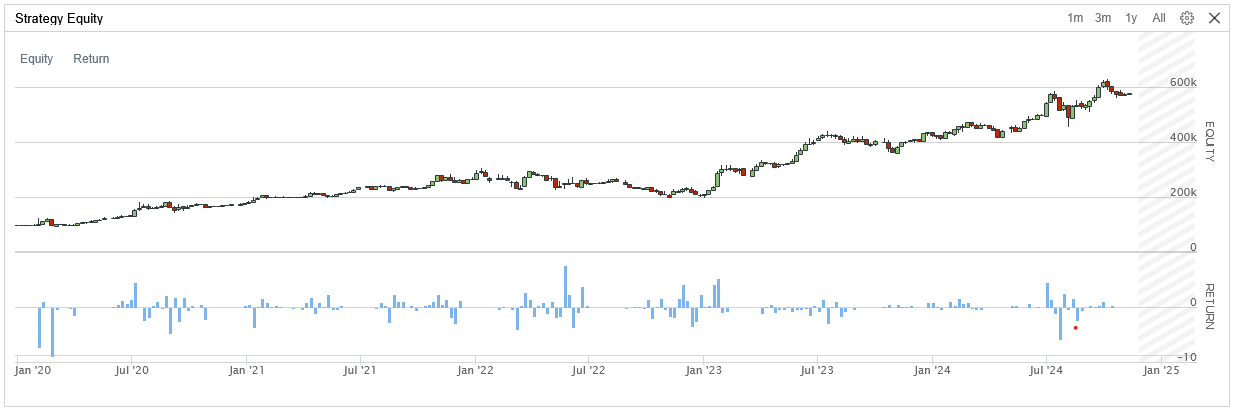 Strategy Equity
1m 3m 1y All
Equity Return
600k
400k
200k
0
EQUITY
0
-10
RETURN
Jan '20 Jul '20 Jan '21 Jul '21 Jan '22 Jul '22 Jan '23 Jul '23 Jan '24 Jul '24 Jan '25